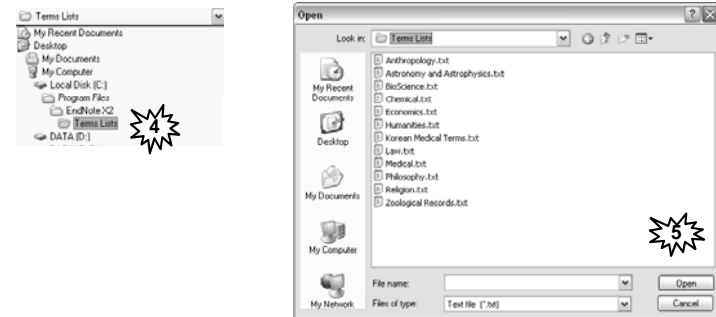 Terms Lists
My Recent Documents
Desktop
My Documents
My Computer
Local Disk (C:)
Program Files
EndNote X2
Terms Lists
DATA (D:)
4
Open
Look in:
Terms Lists
My Recent
Documents
Desktop
My Documents
My Computer
My Network
Anthropology.txt
Astronomy and Astrophysics.txt
BioScience.txt
Chemical.txt
Economics.txt
Humanities.txt
Korean Medical Terms.txt
Law.txt
Medical.txt
Philosophy.txt
Religion.txt
Zoological Records.txt
5
File name:
Open
Files of type:
Text file (*.txt)
Cancel